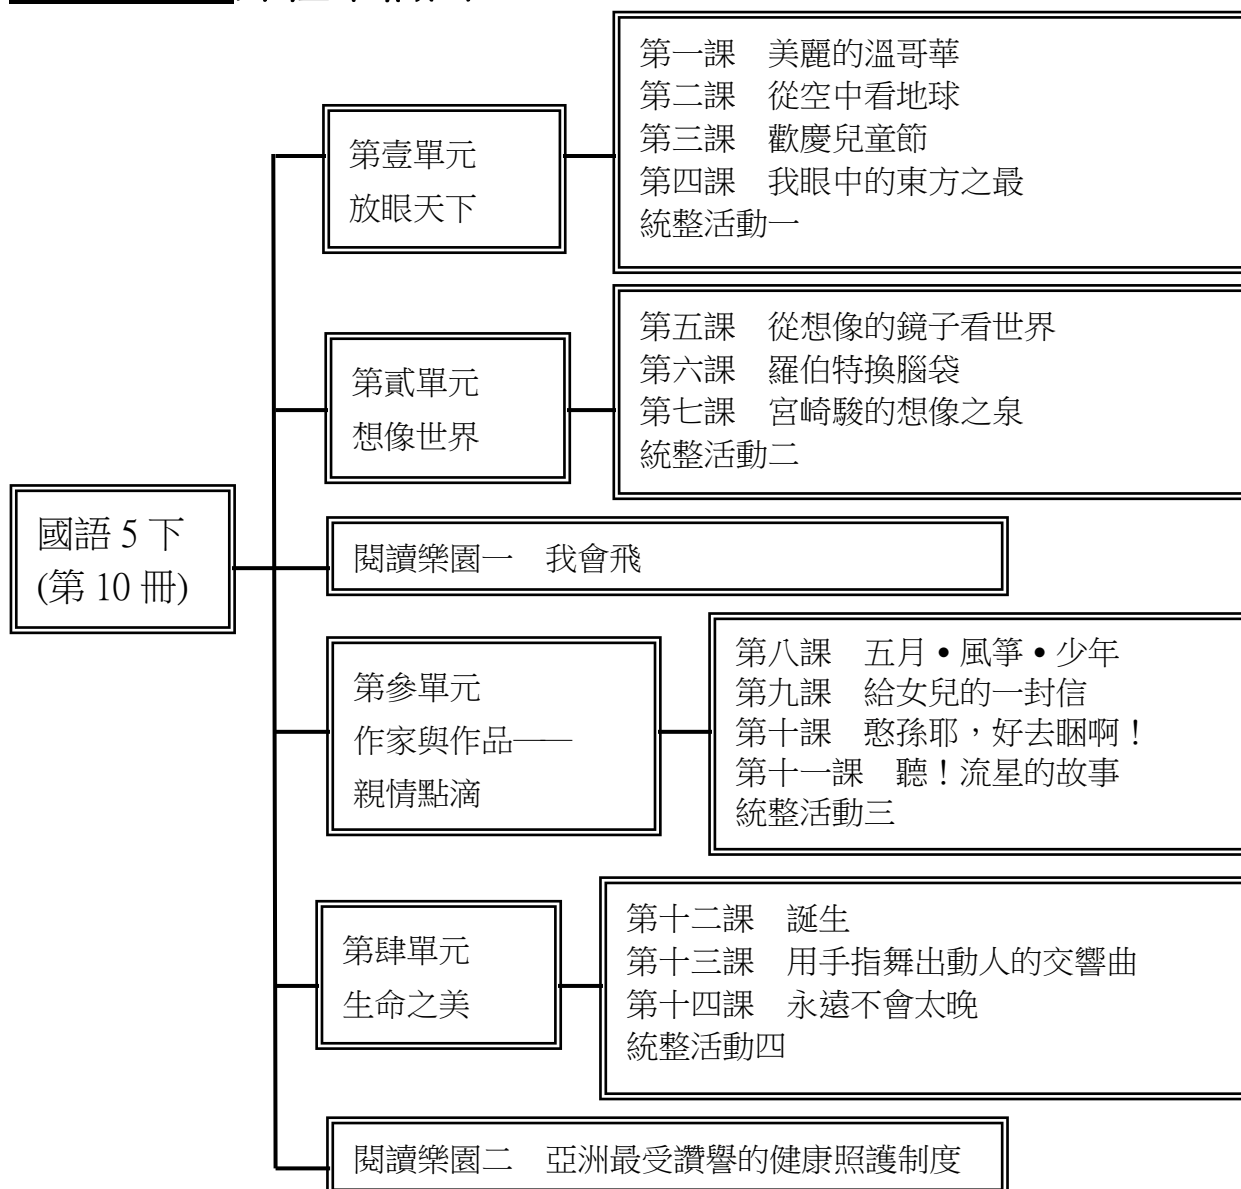 國語 5 下
(第 10 冊)
第壹單元
放眼天下
第一課　美麗的溫哥華
第二課　從空中看地球
第三課　歡慶兒童節
第四課　我眼中的東方之最
統整活動一
第貳單元
想像世界
第五課　從想像的鏡子看世界
第六課　羅伯特換腦袋
第七課　宮崎駿的想像之泉
統整活動二
閱讀樂園一　我會飛
第參單元
作家與作品——
親情點滴
第八課　五月•風箏•少年
第九課　給女兒的一封信
第十課　憨孫耶，好去睏啊！
第十一課　聽！流星的故事
統整活動三
第肆單元
生命之美
第十二課　誕生
第十三課　用手指舞出動人的交響曲
第十四課　永遠不會太晚
統整活動四
閱讀樂園二　亞洲最受讚譽的健康照護制度